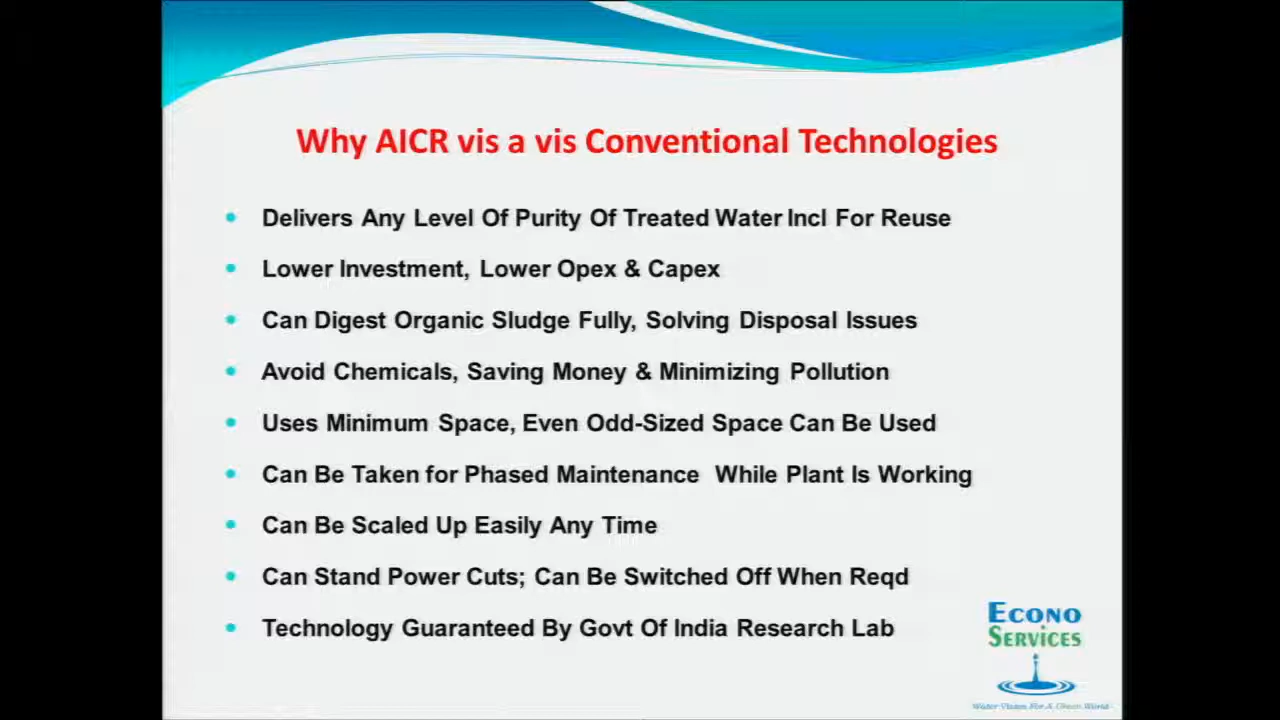 Why AICR vis a vis Conventional Technologies
Delivers Any Level Of Purity Of Treated Water Incl For Reuse
Lower Investment, Lower Opex & Capex
Can Digest Organic Sludge Fully, Solving Disposal Issues
Avoid Chemicals, Saving Money & Minimizing Pollution
Uses Minimum Space, Even Odd-Sized Space Can Be Used
Can Be Taken for Phased Maintenance While Plant Is Working
Can Be Scaled Up Easily Any Time
Can Stand Power Cuts; Can Be Switched Off When Reqd
Technology Guaranteed By Govt Of India Research Lab
ECONO
SERVICES
Water For A Green World